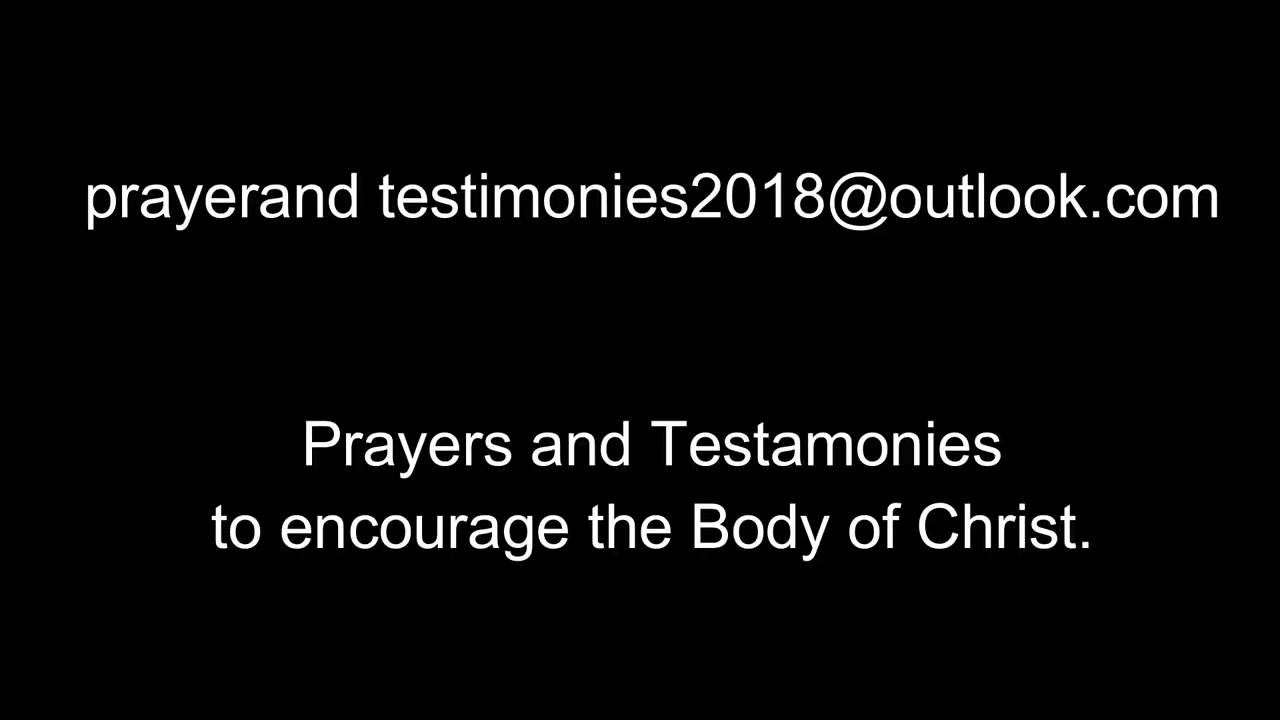 prayerand testimonies2018@outlook.com
Prayers and Testamonies
to encourage the Body of Christ.